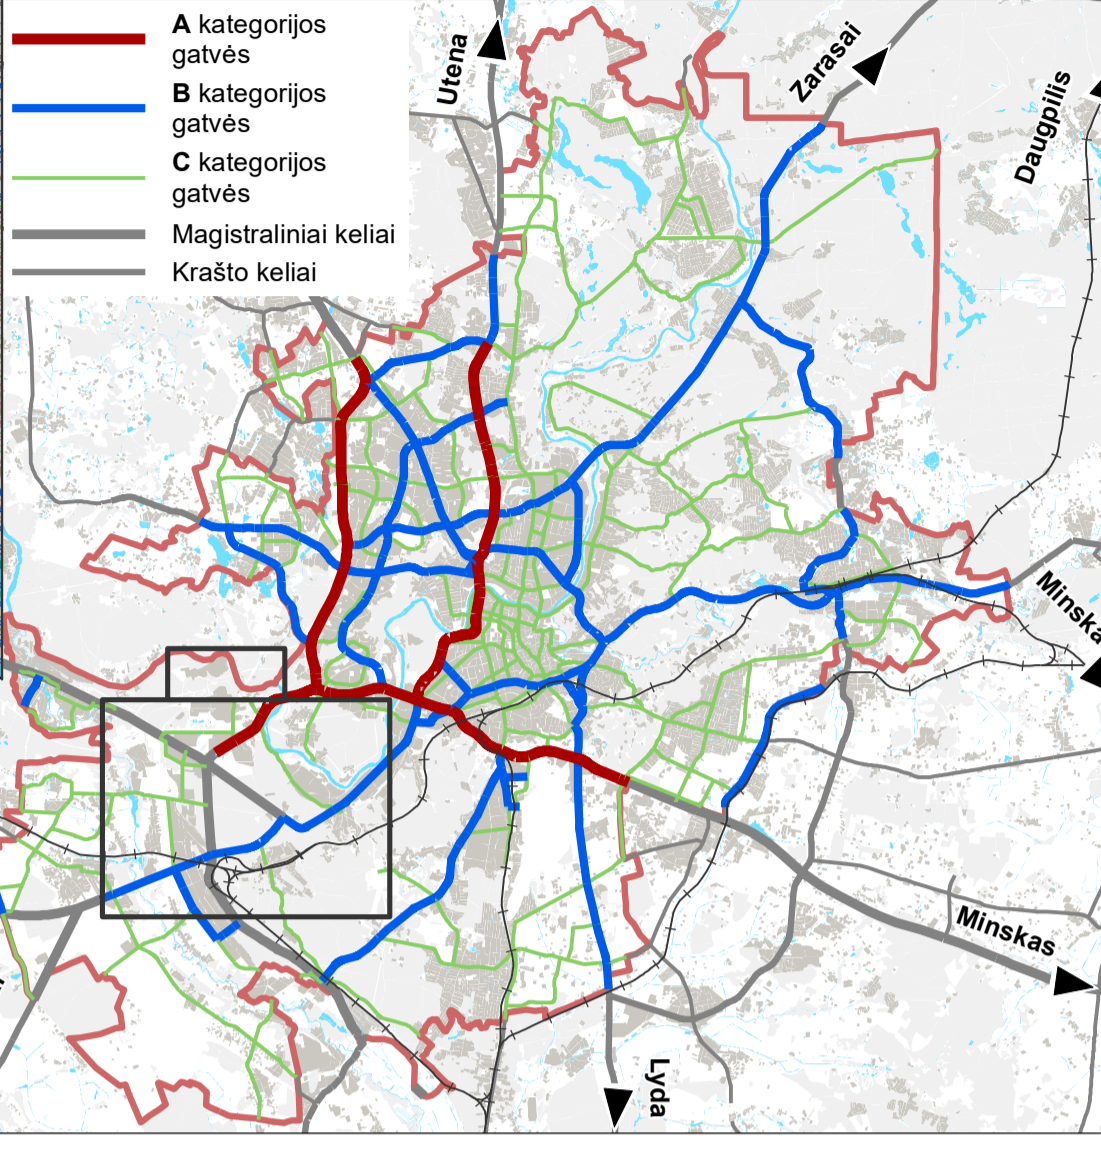 A kategorijos
gatvės
B kategorijos
gatvės
C kategorijos
gatvės
Magistraliniai keliai
Krašto keliai
Utena
Zarasai
Daugpilis
Minska
Minskas
Lyda